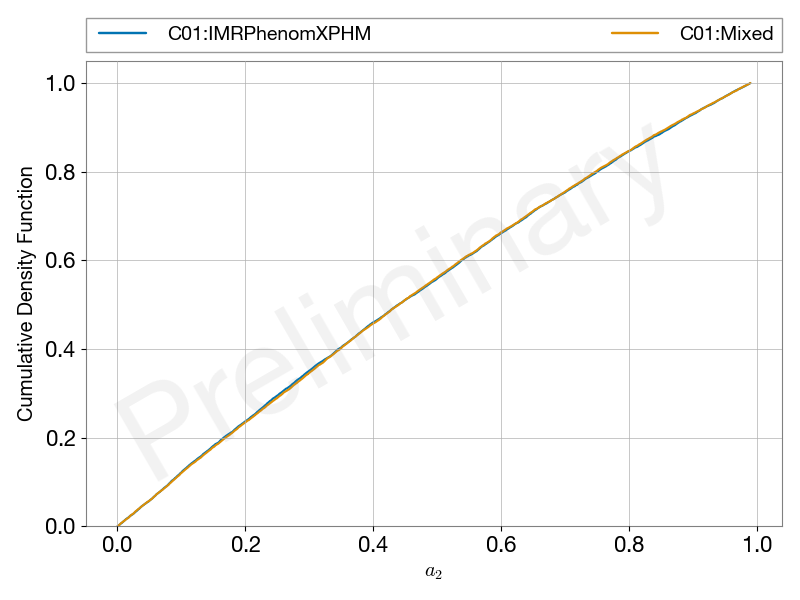 C01:IMRPhenomXPHM C01:Mixed
Cumulative Density Function
1.0
0.8
0.6
0.4
0.2
0.0
Preliminary
0.0 0.2 0.4 0.6 0.8 1.0
a₂